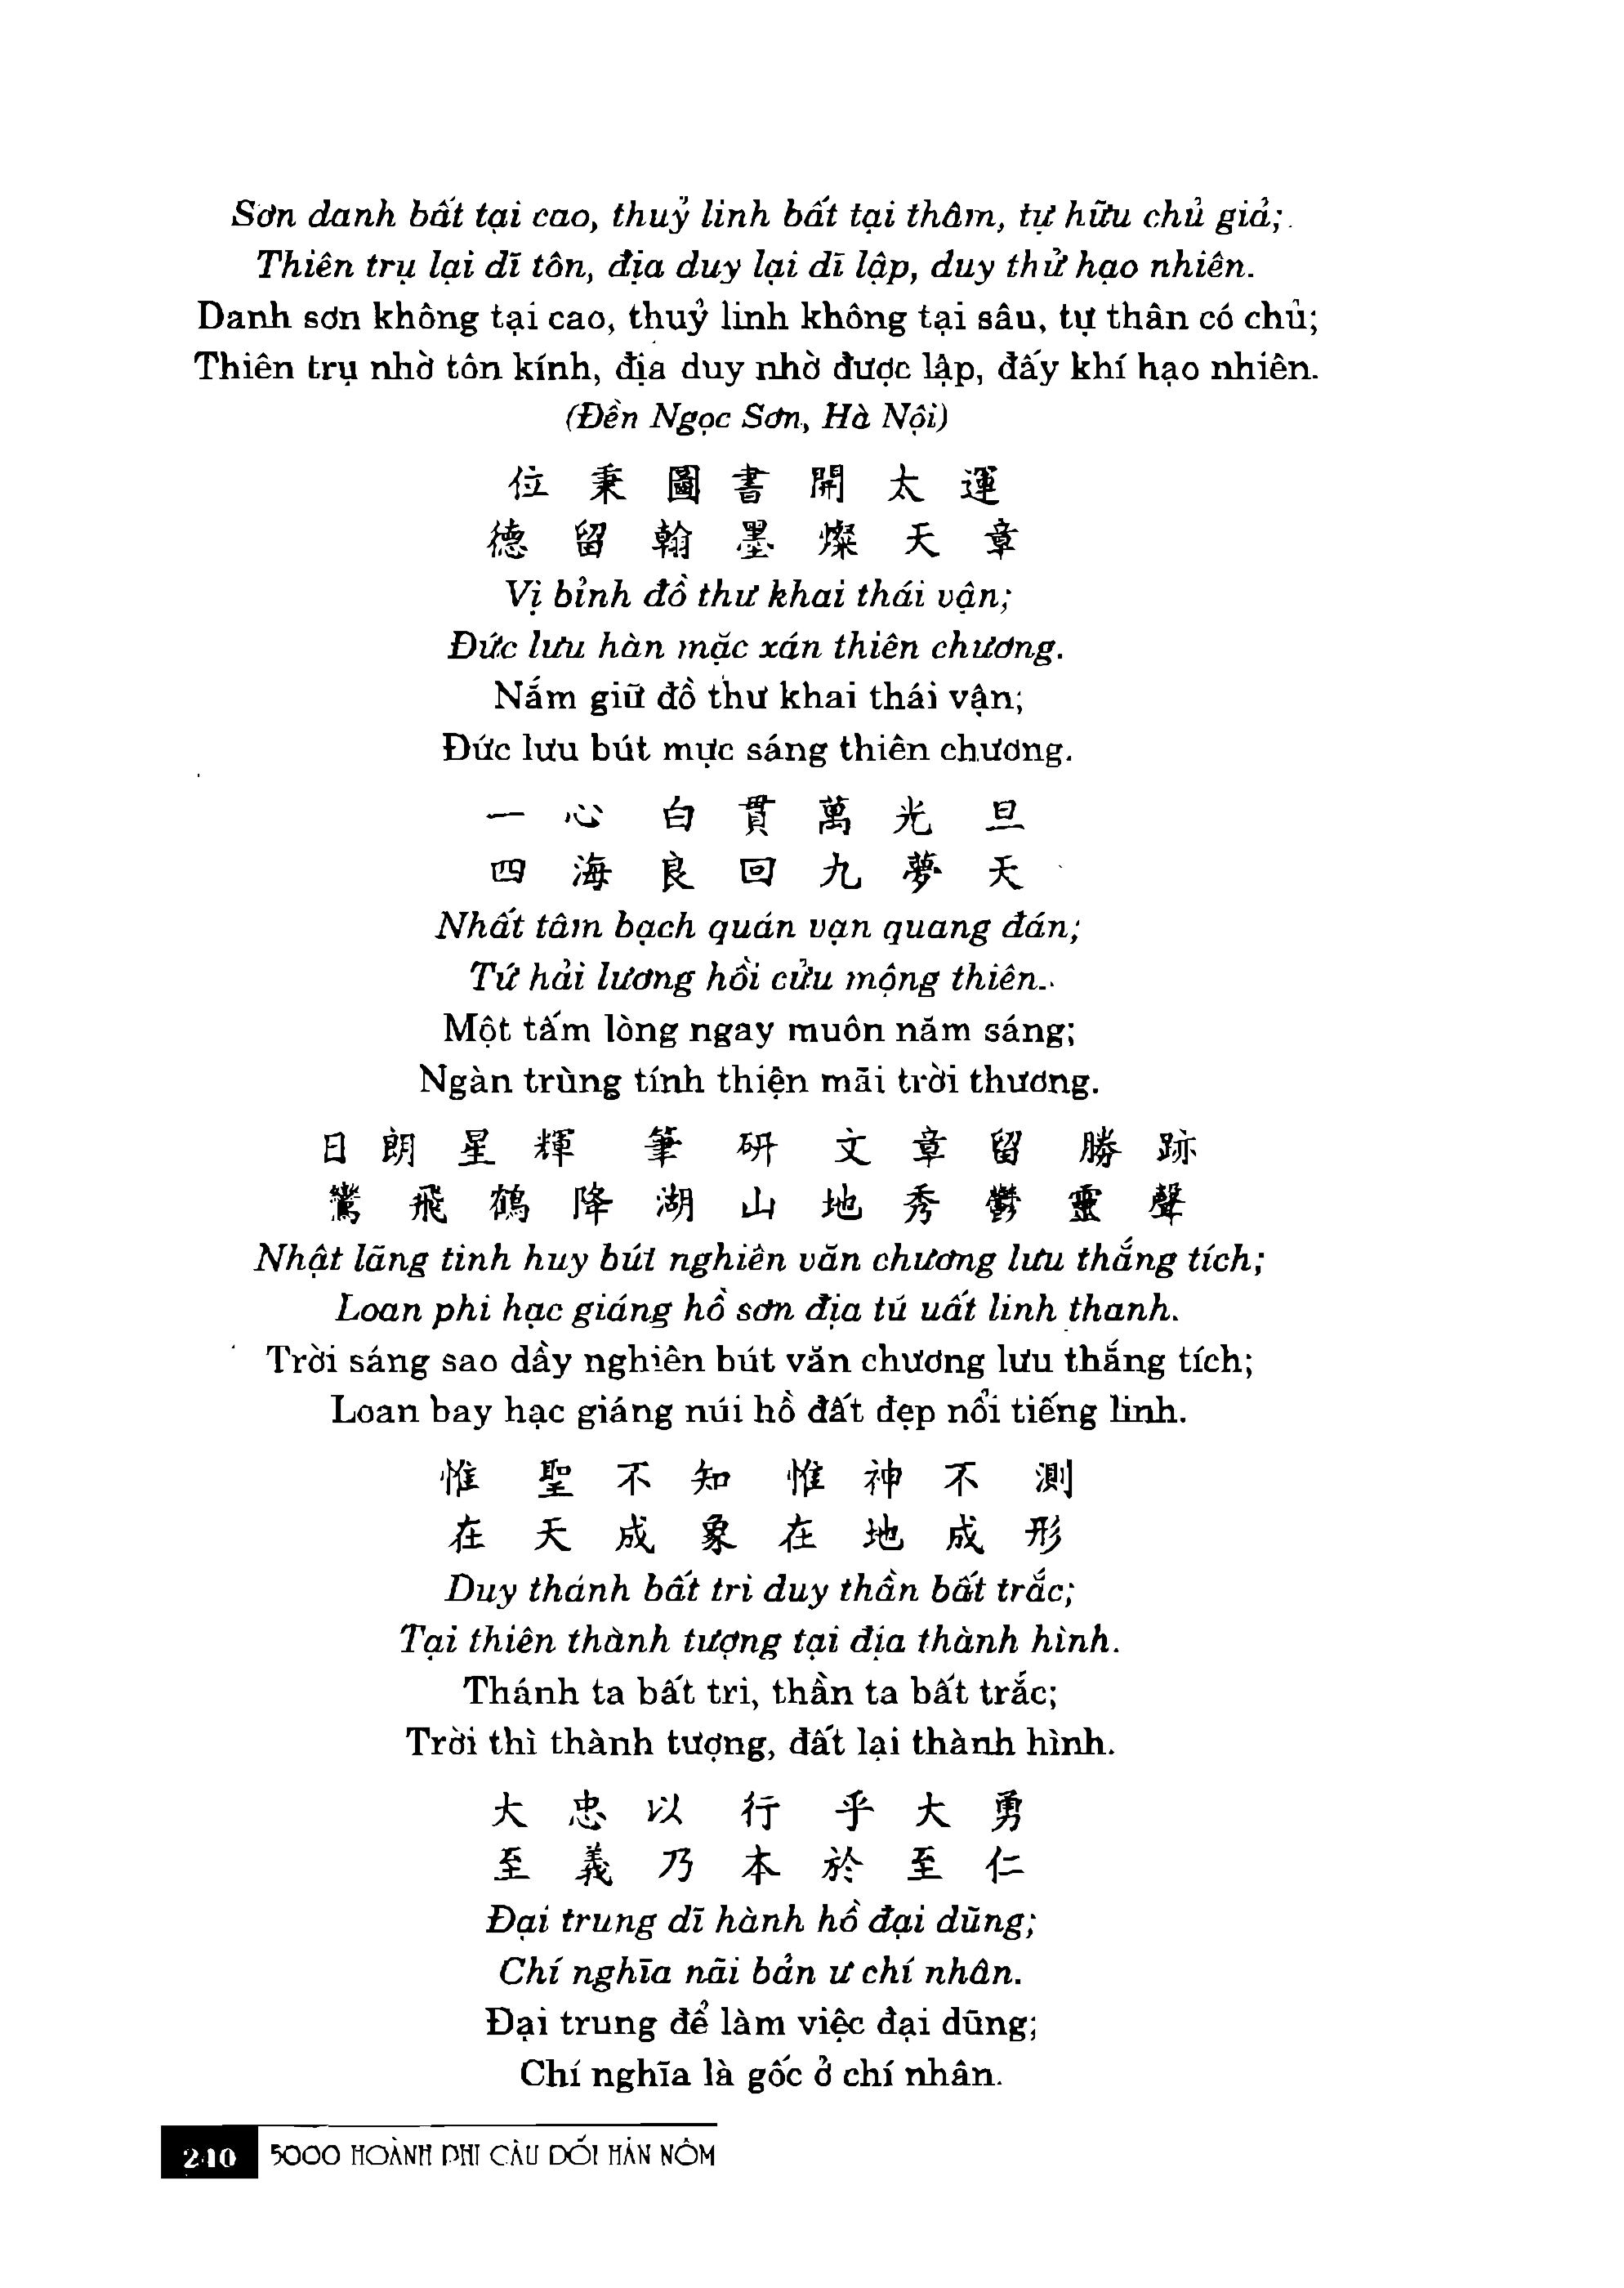 Sơn danh bất tại cao, thuỷ linh bất tại thâm, tự hữu chủ giả;
Thiên trụ lại dĩ tôn, địa duy lại dĩ lập, duy thử hạo nhiên.
Danh sơn không tại cao, thuỷ linh không tại sâu, tự thân có chủ;
Thiên trụ nhờ tôn kính, địa duy nhờ được lập, đấy khí hạo nhiên.
(Đền Ngọc Sơn, Hà Nội)
位秉圖書開太運
德留翰墨燦天章
Vị bỉnh đồ thư khai thái vận;
Đức lưu hàn mặc xán thiên chương.
Nắm giữ đồ thư khai thái vận;
Đức lưu bút mực sáng thiên chương.
一心白貫萬光旦
四海良回九夢天
Nhất tâm bạch quán vạn quang đán;
Tứ hải lương hồi cửu mộng thiên.
Một tấm lòng ngay muôn năm sáng;
Ngàn trùng tính thiện mãi trời thương.
日朗星輝筆研文章留勝跡
鸞飛鶴降湖山地秀鬱靈聲
Nhật lãng tinh huy bút nghiên văn chương lưu thắng tích;
Loan phi hạc giáng hồ sơn địa tú uất linh thanh.
Trời sáng sao dầy nghiên bút văn chương lưu thắng tích;
Loan bay hạc giáng núi hồ đất đẹp nổi tiếng linh.
惟聖不知惟神不測
在天成象在地成形
Duy thánh bất tri duy thần bất trắc;
Tại thiên thành tượng tại địa thành hình.
Thánh ta bất tri, thần ta bất trắc;
Trời thì thành tượng, đất lại thành hình.
大忠以行乎大勇
至義乃本於至仁
Đại trung dĩ hành hồ đại dũng;
Chí nghĩa nãi bản ư chí nhân.
Đại trung để làm việc đại dũng;
Chí nghĩa là gốc ở chí nhân.
240 5000 HOÀNH PHI CÂU ĐỐI HÁN NÔM